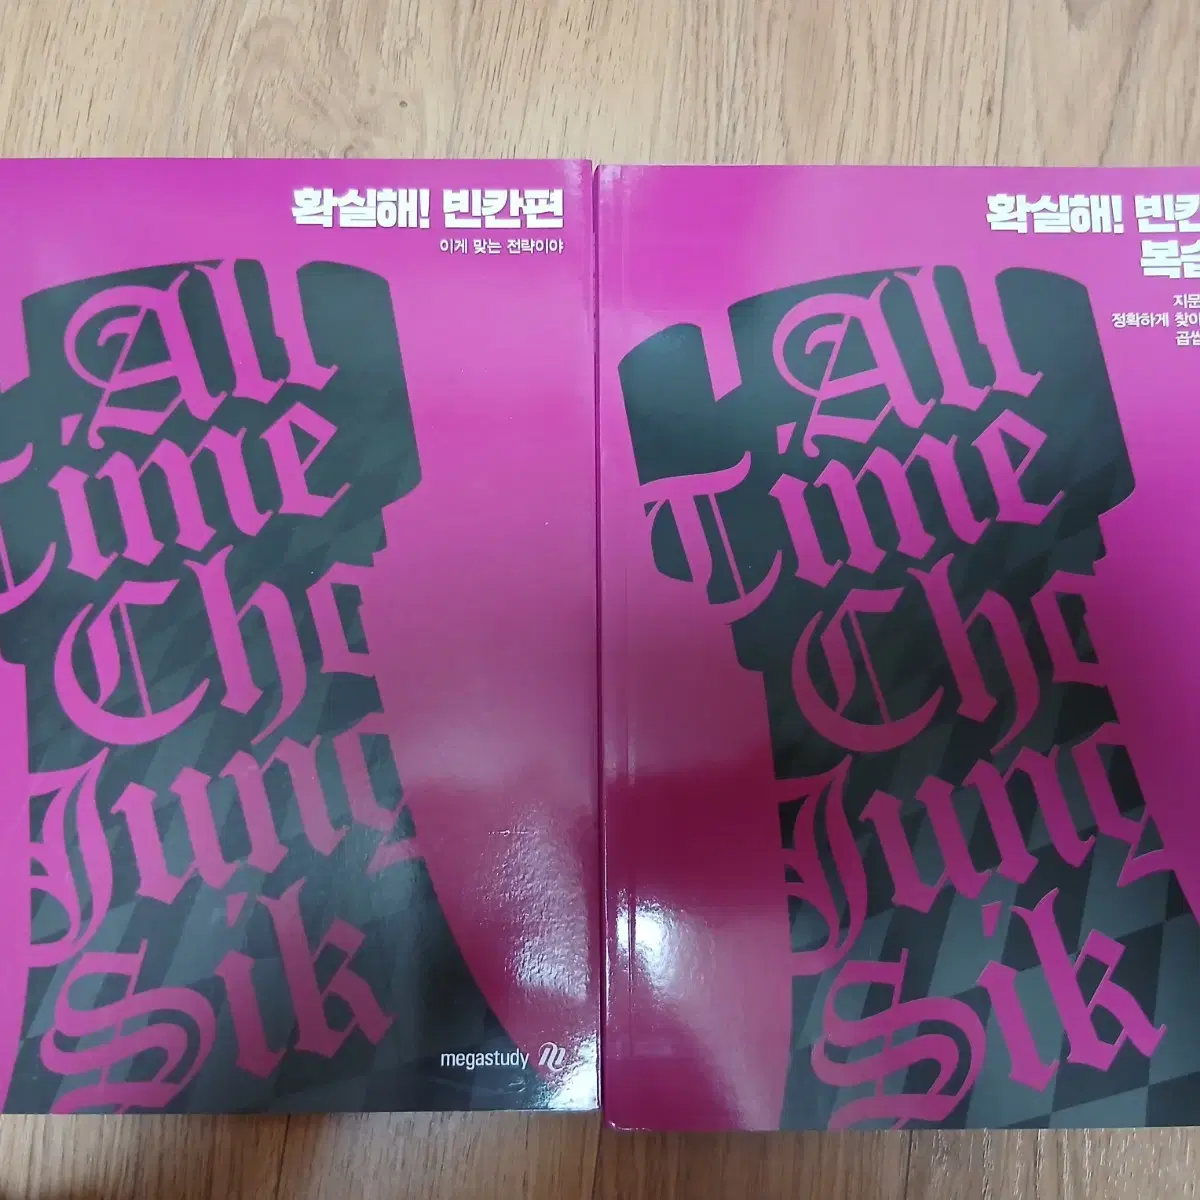 확실해! 빈칸편
이게 맞는 전략이야
All
Time
Cho
Jung
Sik
megastudy
확실해! 빈칸
복습
지문
정확하게 찾아
곱씹
All
Time
Cho
Jung
Sik